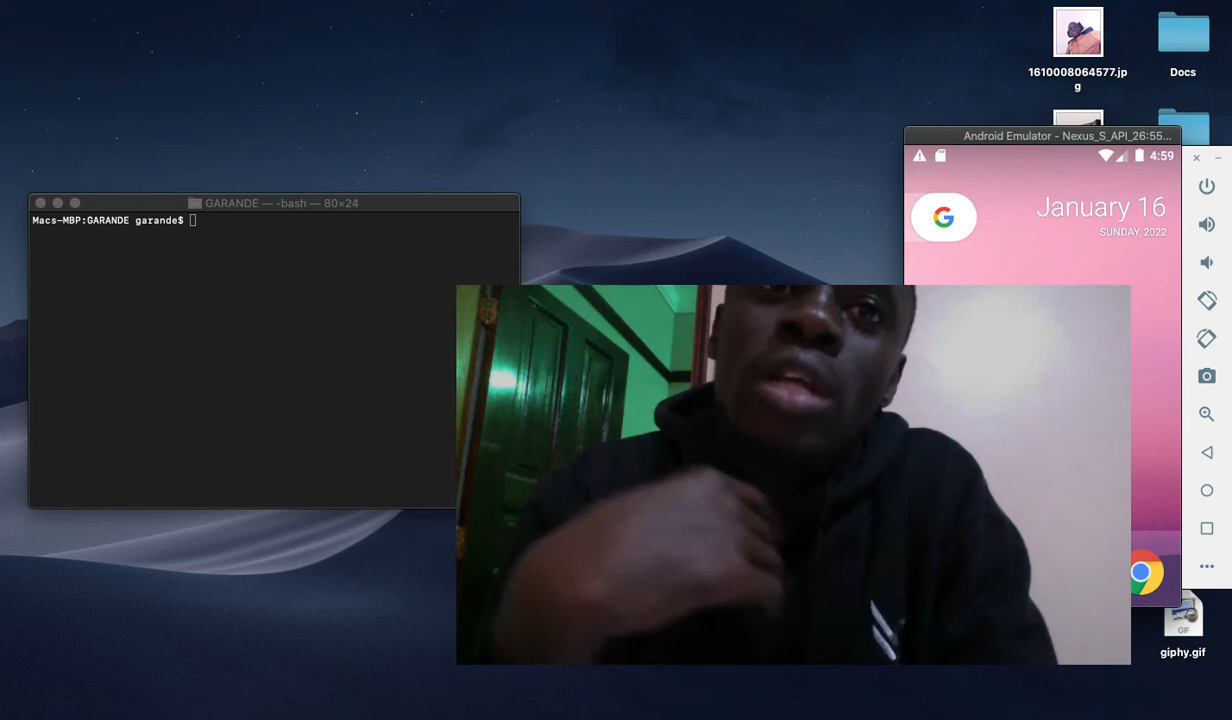 1610008064577.jp
g
Docs
Android Emulator - Nexus_S_API_26:55...
4:59
GARANDE — -bash — 80×24
Macs-MBP:GARANDE garande$
January 16
SUNDAY, 2022
GIF
giphy.gif